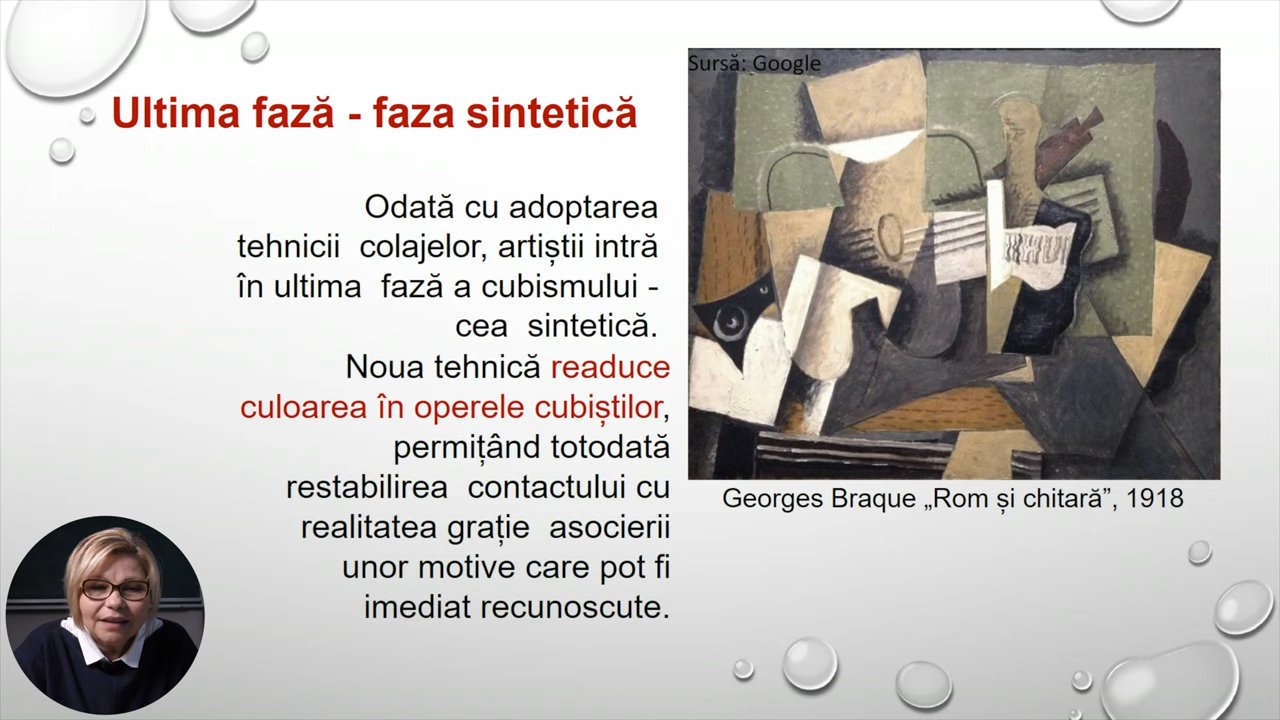 Sursă: Google
Ultima fază - faza sintetică
Odată cu adoptarea
tehnicii colajelor, artiștii intră
în ultima fază a cubismului -
cea sintetică.
Noua tehnică readuce
culoarea în operele cubiștilor,
permițând totodată
restabilirea contactului cu
realitatea grație asocierii
unor motive care pot fi
imediat recunoscute.
Georges Braque „Rom și chitară”, 1918